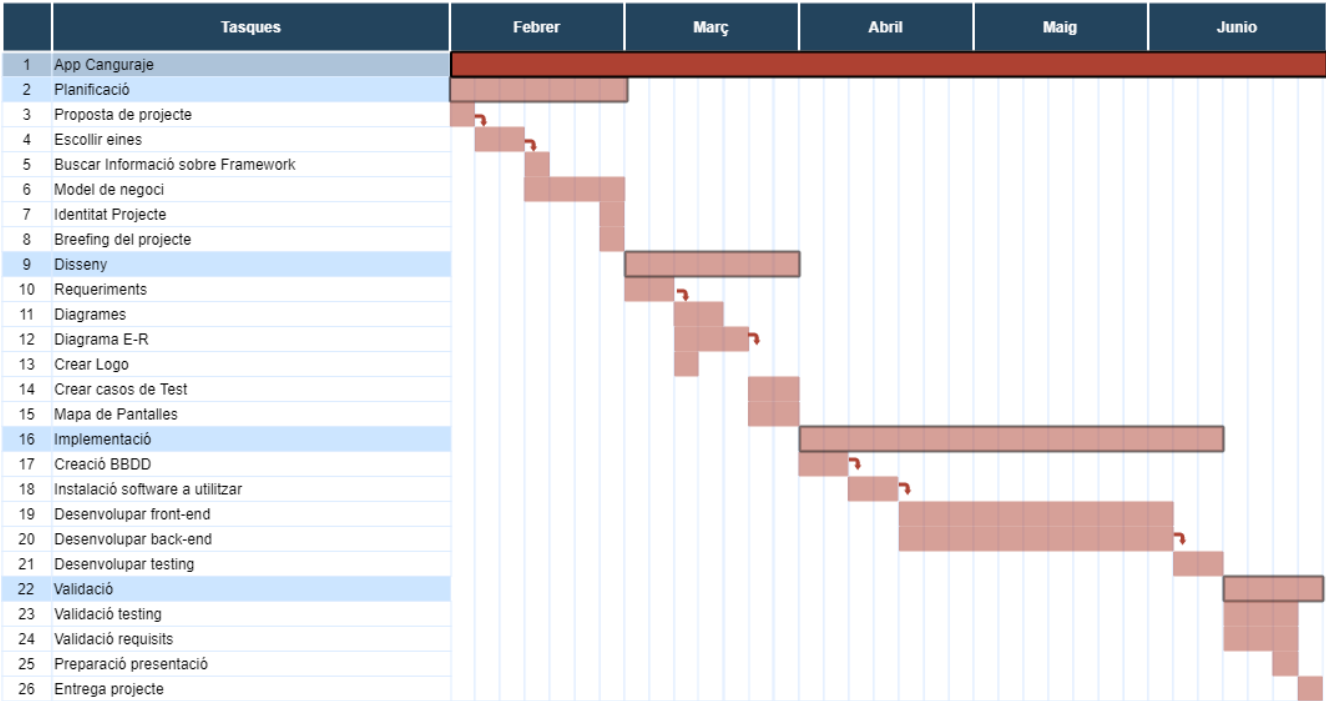 Tasques Febrer Març Abril Maig Junio
1 App Canguraje
2 Planificació
3 Proposta de projecte
4 Escollir eines
5 Buscar Informació sobre Framework
6 Model de negoci
7 Identitat Projecte
8 Breefing del projecte
9 Disseny
10 Requeriments
11 Diagrames
12 Diagrama E-R
13 Crear Logo
14 Crear casos de Test
15 Mapa de Pantalles
16 Implementació
17 Creació BBDD
18 Instalació software a utilitzar
19 Desenvolupar front-end
20 Desenvolupar back-end
21 Desenvolupar testing
22 Validació
23 Validació testing
24 Validació requisits
25 Preparació presentació
26 Entrega projecte